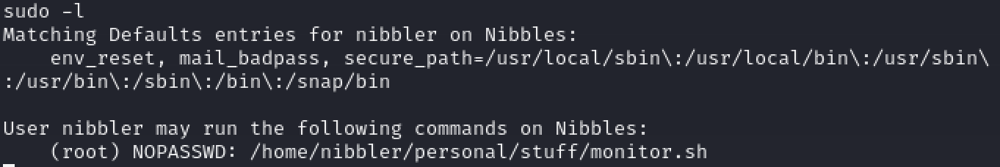 sudo -l
Matching Defaults entries for nibbler on Nibbles:
    env_reset, mail_badpass, secure_path=/usr/local/sbin\:/usr/local/bin\:/usr/sbin\
:/usr/bin\:/sbin\:/bin\:/snap/bin

User nibbler may run the following commands on Nibbles:
    (root) NOPASSWD: /home/nibbler/personal/stuff/monitor.sh